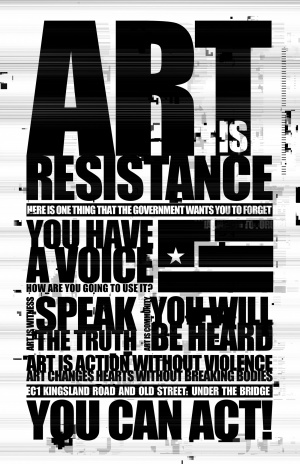 ART
IS
RESISTANCE
HERE IS ONE THING THAT THE GOVERNMENT WANTS YOU TO FORGET
YOU HAVE
A VOICE
HOW ARE YOU GOING TO USE IT?
ART IS WITNESS
SPEAK
THE TRUTH
ART IS COMMUNITY
YOU WILL
BE HEARD
ART IS ACTION WITHOUT VIOLENCE
ART CHANGES HEARTS WITHOUT BREAKING BODIES
EC1 KINGSLAND ROAD AND OLD STREET; UNDER THE BRIDGE
YOU CAN ACT!